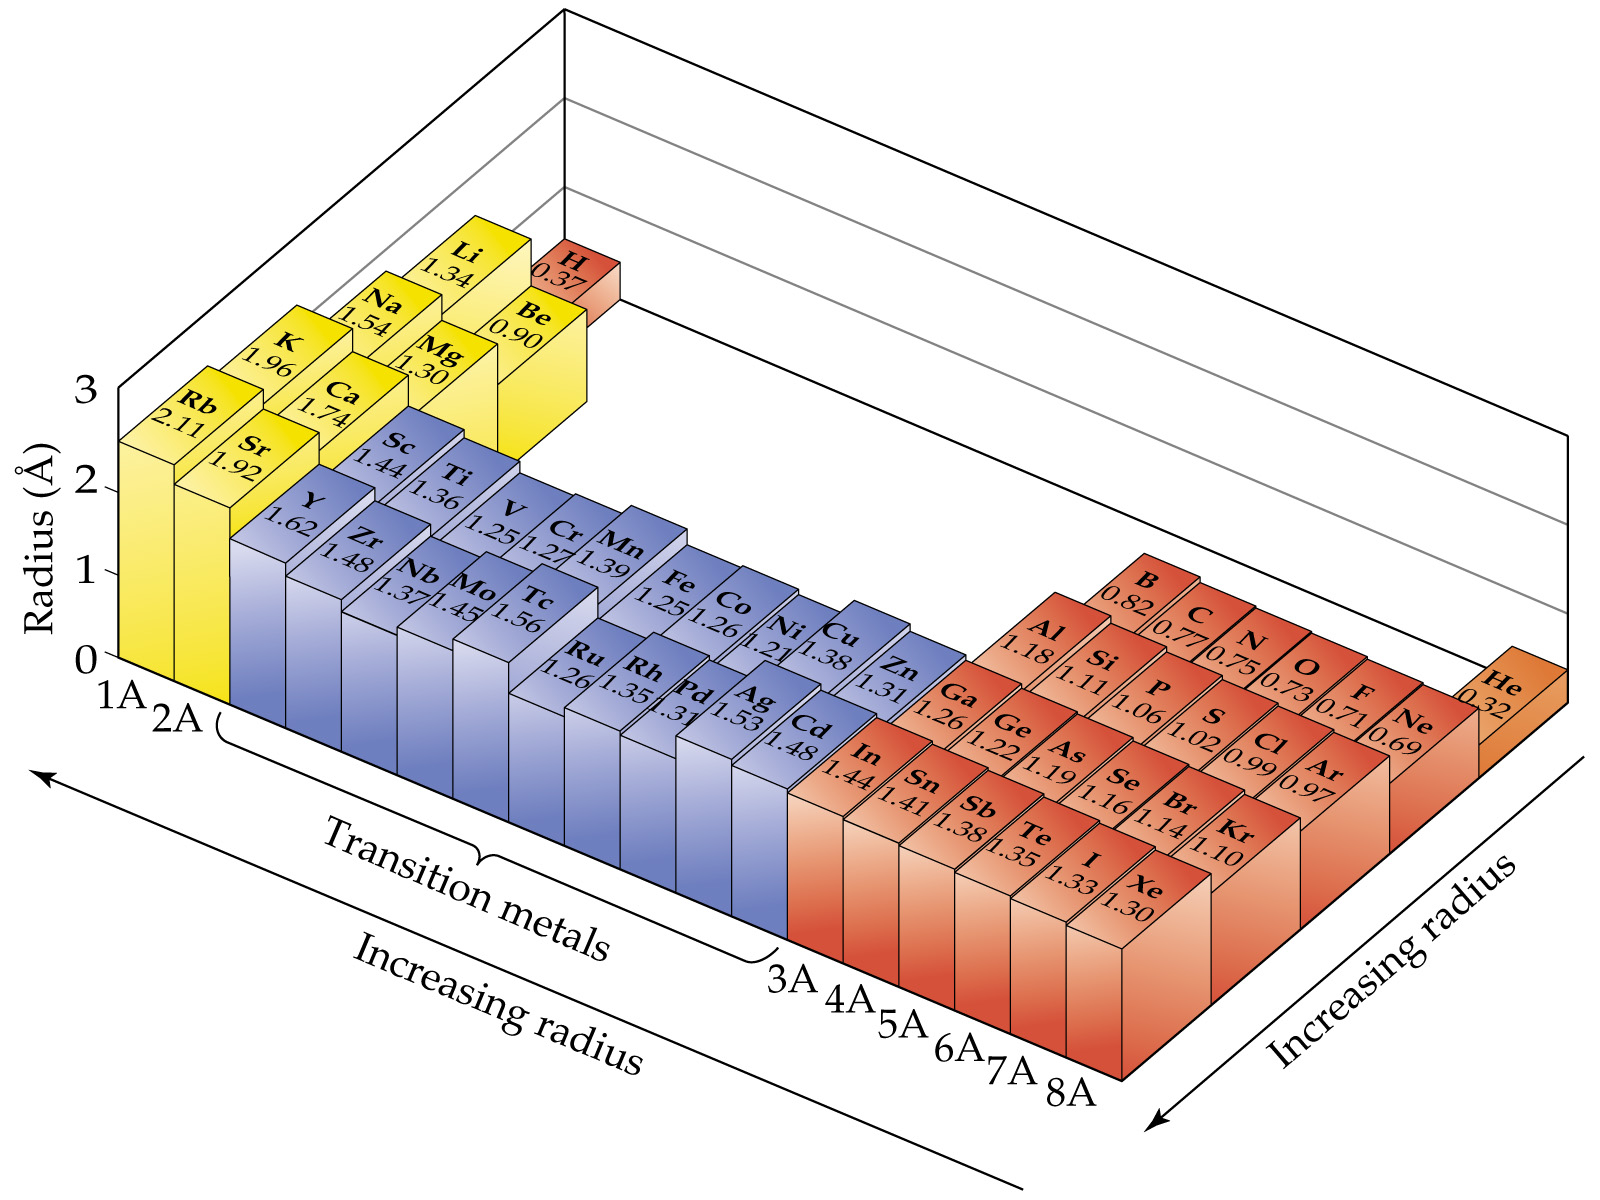 H
0.37
Li
1.34
Be
0.90
Na
1.54
Mg
1.30
K
1.96
Ca
1.74
Rb
2.11
Sr
1.92
Sc
1.44
Ti
1.36
V
1.25
Cr
1.27
Mn
1.39
Fe
1.25
Co
1.26
Ni
1.21
Cu
1.38
Zn
1.31
Y
1.62
Zr
1.48
Nb
1.37
Mo
1.45
Tc
1.56
Ru
1.26
Rh
1.35
Pd
1.31
Ag
1.53
Cd
1.48
B
0.82
C
0.77
N
0.75
O
0.73
F
0.71
Ne
0.69
He
0.32
Al
1.18
Si
1.11
P
1.06
S
1.02
Cl
0.99
Ar
0.97
Ga
1.26
Ge
1.22
As
1.19
Se
1.16
Br
1.14
Kr
1.10
In
1.44
Sn
1.41
Sb
1.38
Te
1.35
I
1.33
Xe
1.30
3
2
1
0
Radius (Å)
1A
2A
3A
4A
5A
6A
7A
8A
Transition metals
Increasing radius
Increasing radius